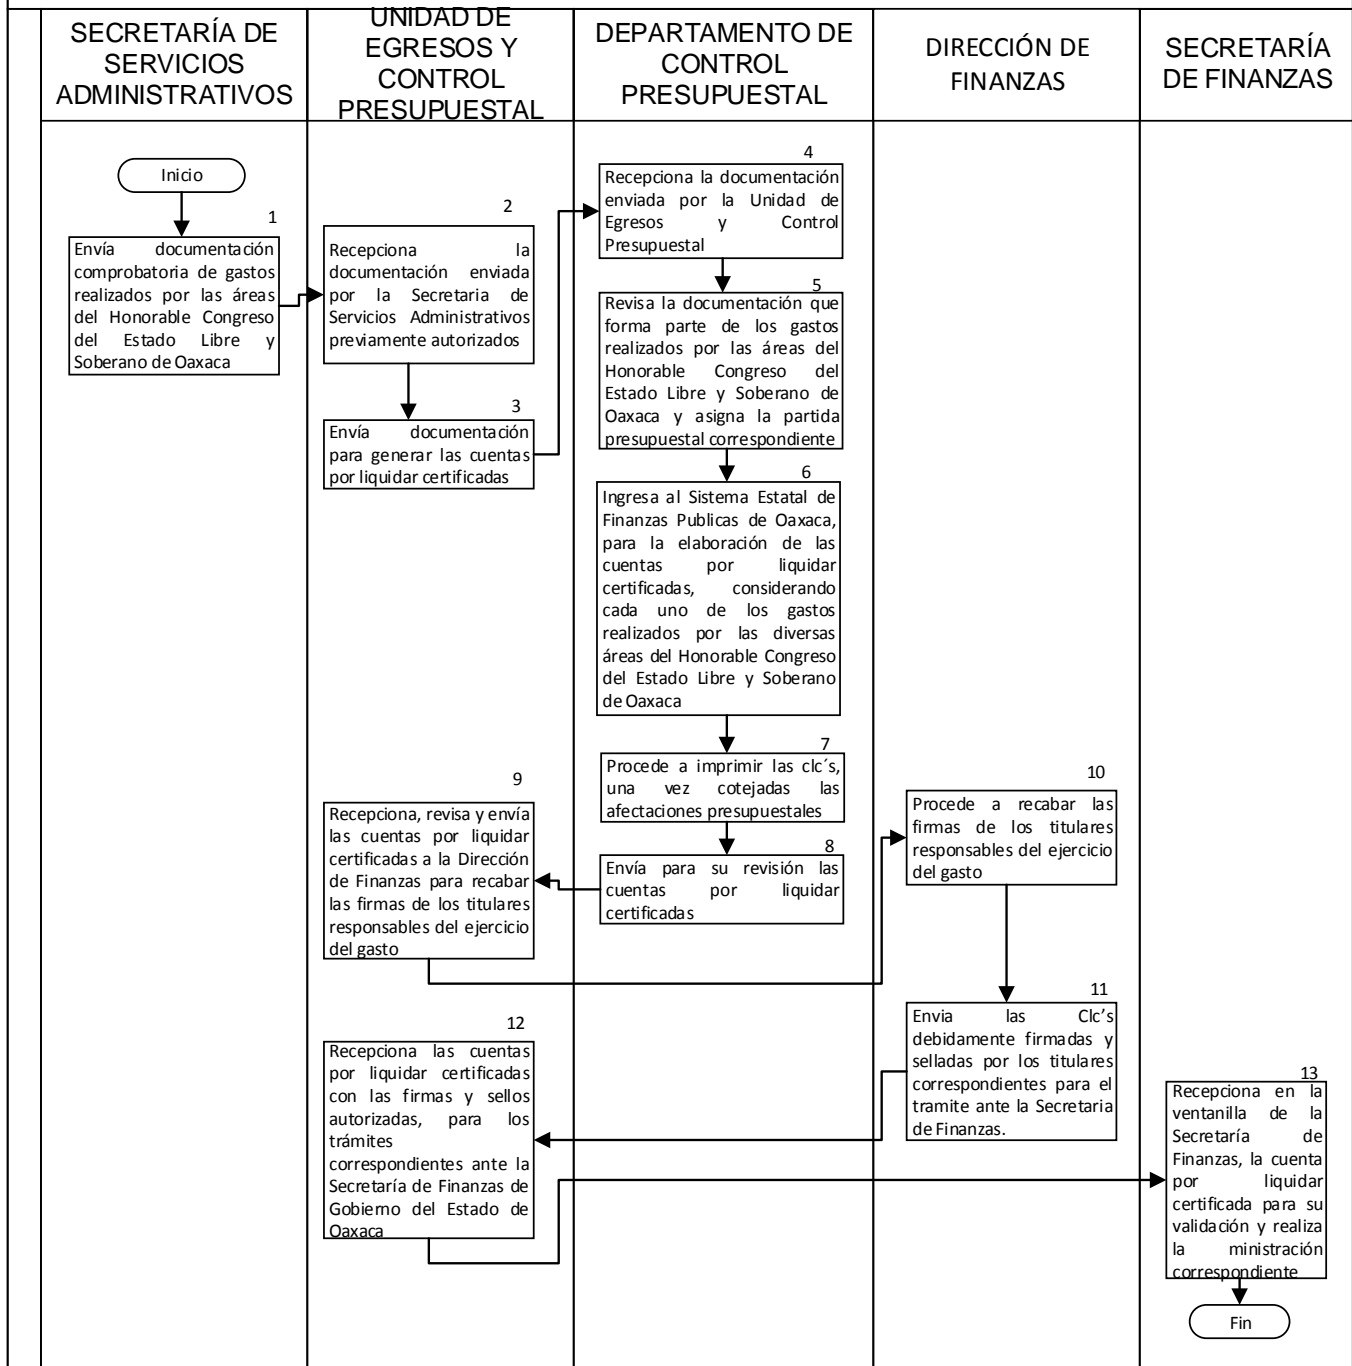 SECRETARÍA DE
SERVICIOS
ADMINISTRATIVOS
UNIDAD DE
EGRESOS Y
CONTROL
PRESUPUESTAL
DEPARTAMENTO DE
CONTROL
PRESUPUESTAL
DIRECCIÓN DE
FINANZAS
SECRETARÍA
DE FINANZAS
Inicio
1
Envía documentación
comprobatoria de gastos
realizados por las áreas
del Honorable Congreso
del Estado Libre y
Soberano de Oaxaca
2
Recepciona la
documentación enviada
por la Secretaria de
Servicios Administrativos
previamente autorizados
3
Envía documentación
para generar las cuentas
por liquidar certificadas
4
Recepciona la documentación
enviada por la Unidad de
Egresos y Control
Presupuestal
5
Revisa la documentación que
forma parte de los gastos
realizados por las áreas del
Honorable Congreso del
Estado Libre y Soberano de
Oaxaca y asigna la partida
presupuestal correspondiente
6
Ingresa al Sistema Estatal de
Finanzas Publicas de Oaxaca,
para la elaboración de las
cuentas por liquidar
certificadas, considerando
cada uno de los gastos
realizados por las diversas
áreas del Honorable Congreso
del Estado Libre y Soberano
de Oaxaca
7
Procede a imprimir las clc´s,
una vez cotejadas las
afectaciones presupuestales
8
Envía para su revisión las
cuentas por liquidar
certificadas
9
Recepciona, revisa y envía
las cuentas por liquidar
certificadas a la Dirección
de Finanzas para recabar
las firmas de los titulares
responsables del ejercicio
del gasto
10
Procede a recabar las
firmas de los titulares
responsables del ejercicio
del gasto
11
Envia las Clc’s
debidamente firmadas y
selladas por los titulares
correspondientes para el
tramite ante la Secretaria
de Finanzas.
12
Recepciona las cuentas
por liquidar certificadas
con las firmas y sellos
autorizadas, para los
trámites
correspondientes ante la
Secretaría de Finanzas de
Gobierno del Estado de
Oaxaca
13
Recepciona en la
ventanilla de la
Secretaría de
Finanzas, la cuenta
por liquidar
certificada para su
validación y realiza
la ministración
correspondiente
Fin